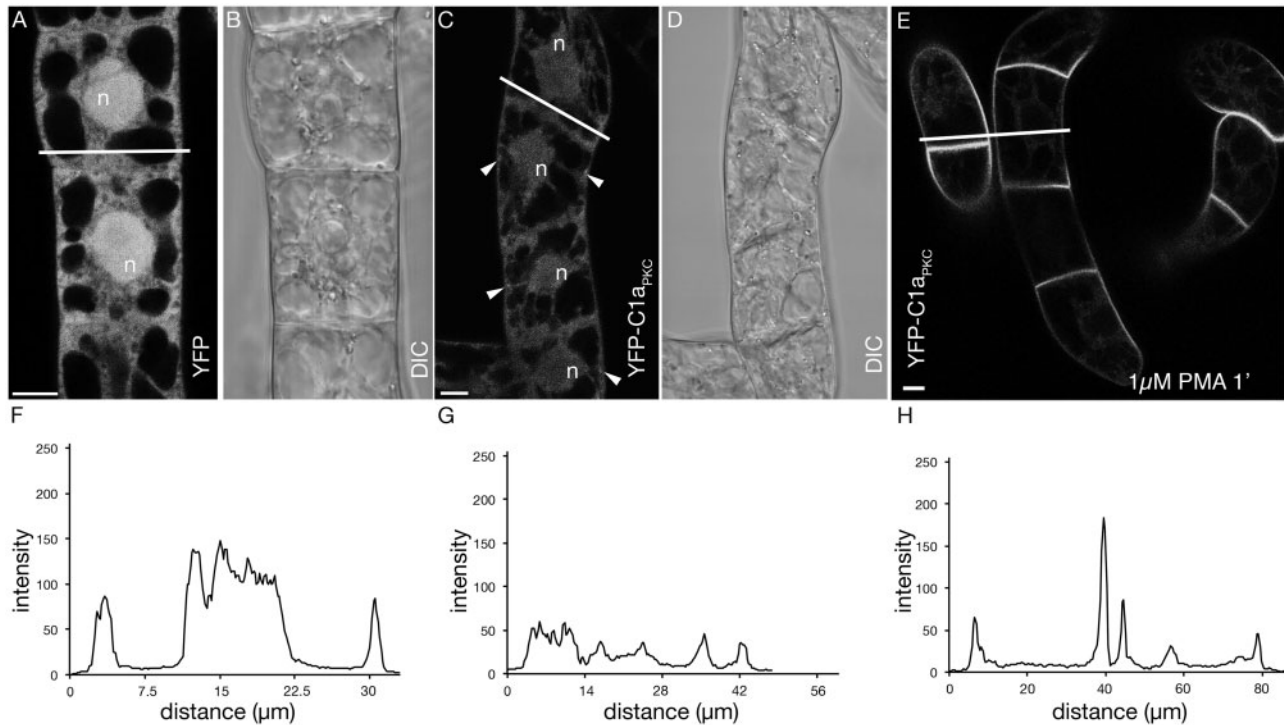 A
B
C
D
E
n
n
YFP
DIC
n
n
n
n
YFP-C1aPKC
DIC
YFP-C1aPKC
1µM PMA 1’
F
G
H
250
200
150
100
50
0
intensity
0
7.5
15
22.5
30
distance (µm)
250
200
150
100
50
0
intensity
0
14
28
42
56
distance (µm)
250
200
150
100
50
0
intensity
0
20
40
60
80
distance (µm)